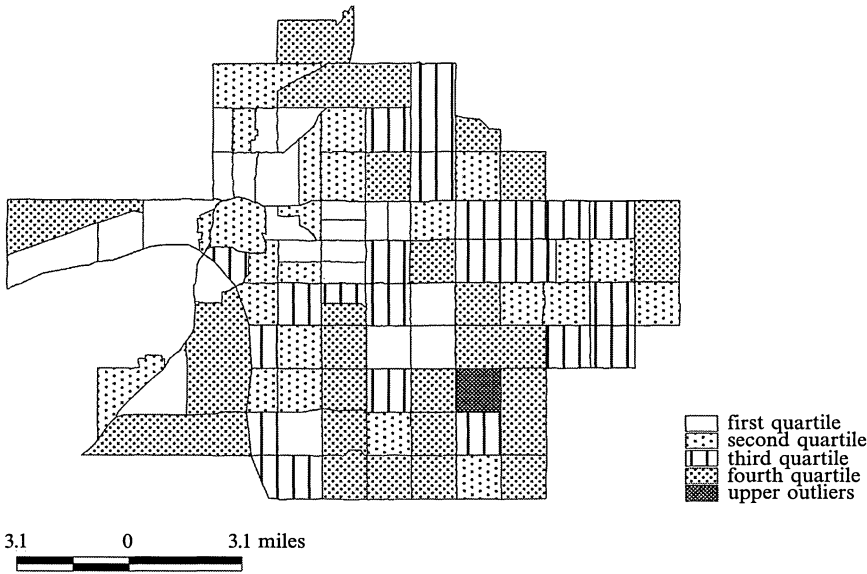 first quartile
second quartile
third quartile
fourth quartile
upper outliers
3.1 0 3.1 miles